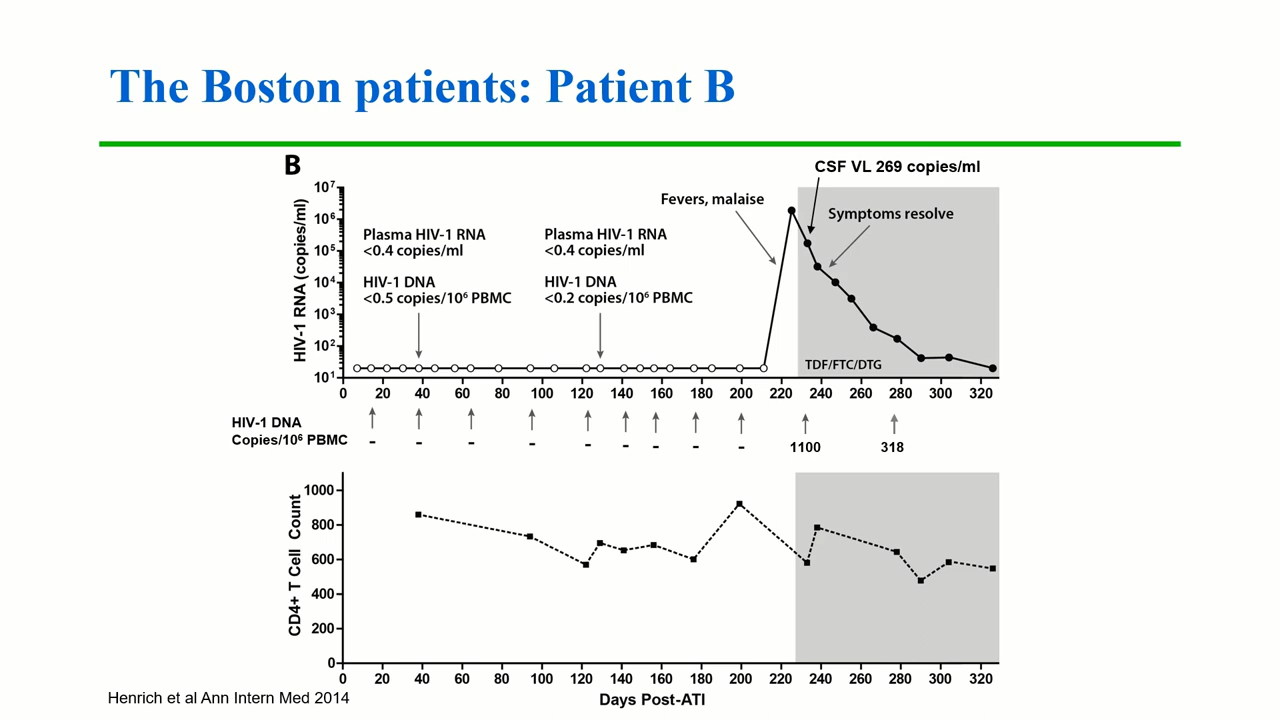 The Boston patients: Patient B
B
CSF VL 269 copies/ml
Fevers, malaise
Symptoms resolve
Plasma HIV-1 RNA
<0.4 copies/ml
HIV-1 DNA
<0.5 copies/10⁶ PBMC
Plasma HIV-1 RNA
<0.4 copies/ml
HIV-1 DNA
<0.2 copies/10⁶ PBMC
HIV-1 RNA (copies/ml)
10⁷
10⁶
10⁵
10⁴
10³
10²
10¹
TDF/FTC/DTG
0 20 40 60 80 100 120 140 160 180 200 220 240 260 280 300 320
HIV-1 DNA
Copies/10⁶ PBMC - - - - - - - - - 1100 318
CD4+ T Cell Count
1000
800
600
400
200
0
0 20 40 60 80 100 120 140 160 180 200 220 240 260 280 300 320
Days Post-ATI
Henrich et al Ann Intern Med 2014